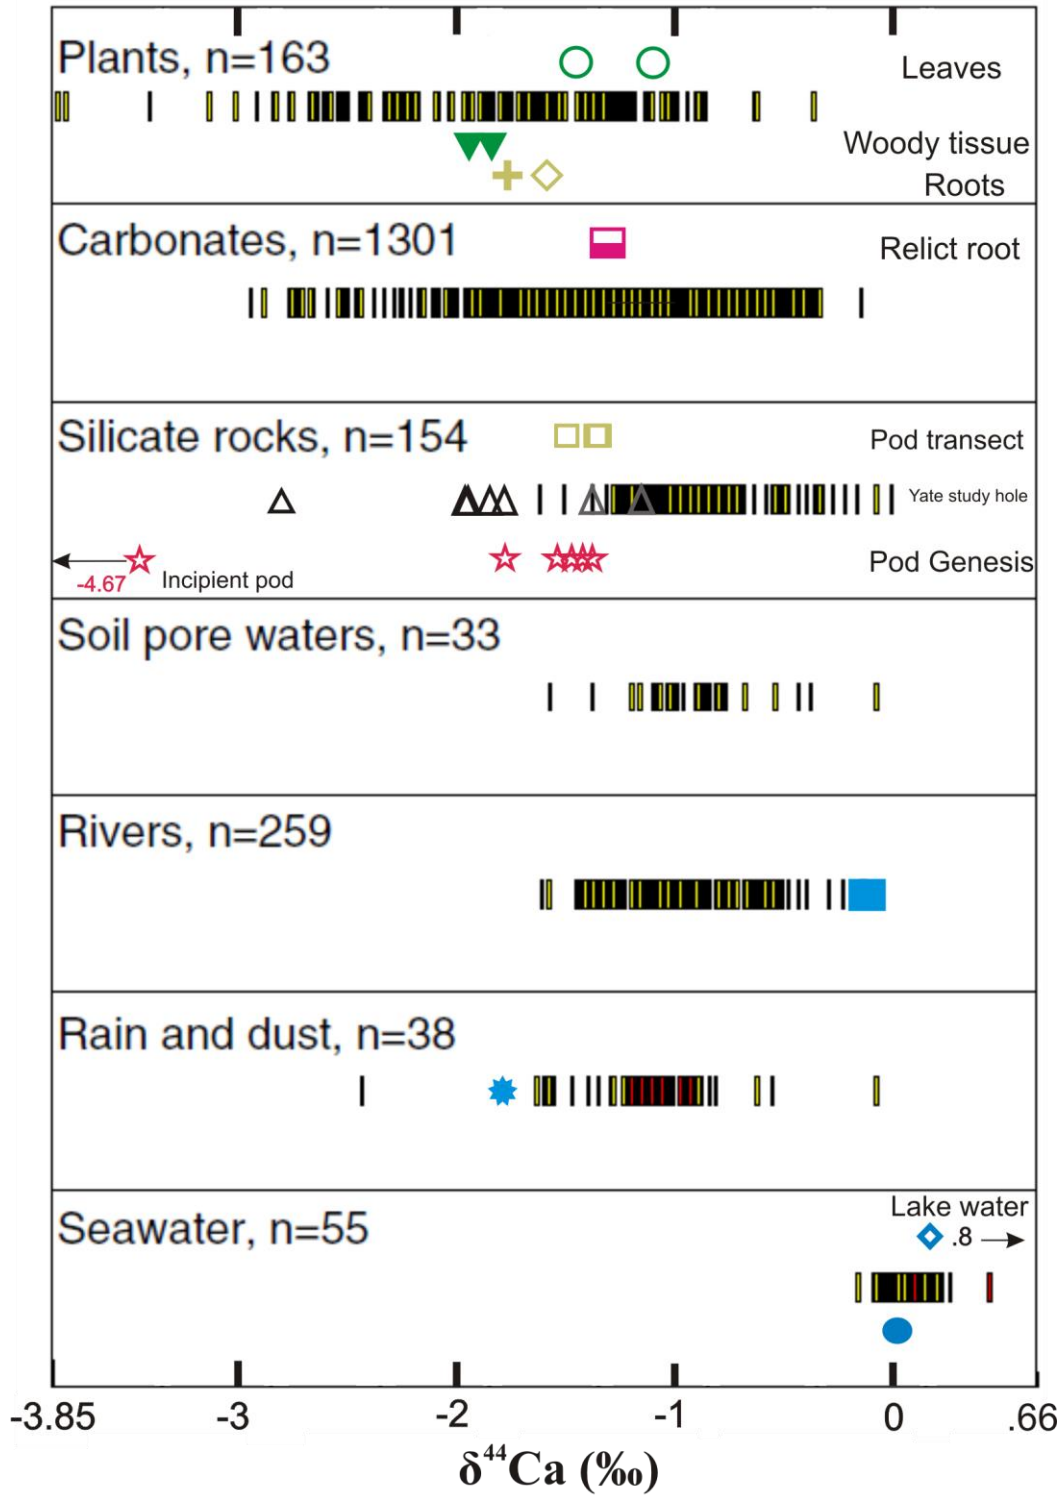 Plants, n=163
Leaves
Woody tissue
Roots
Carbonates, n=1301
Relict root
Silicate rocks, n=154
Pod transect
Yate study hole
-4.67
Incipient pod
Pod Genesis
Soil pore waters, n=33
Rivers, n=259
Rain and dust, n=38
Seawater, n=55
Lake water
.8
-3.85 -3 -2 -1 0 .66
δ⁴⁴Ca (‰)